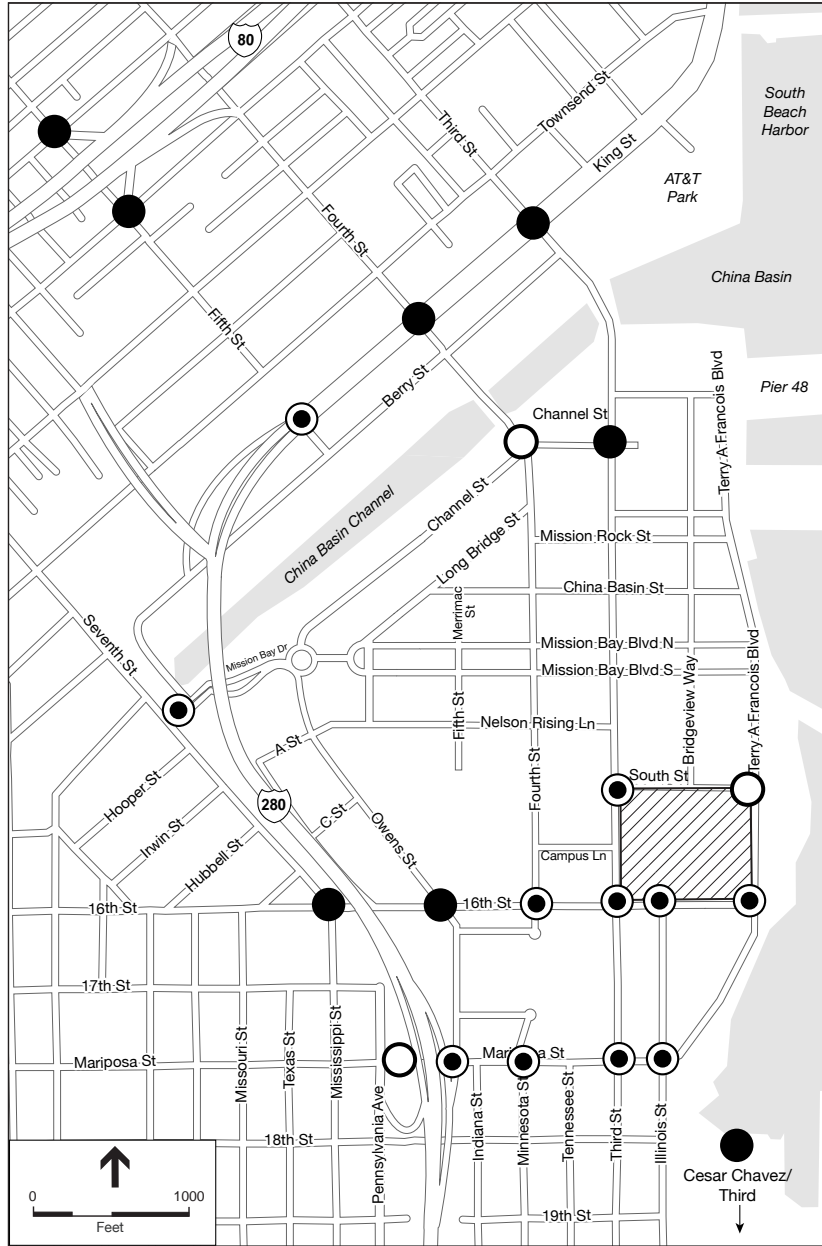 80
South
Beach
Harbor
Townsend St
Third St
King St
AT&T
Park
Fourth St
China Basin
Fifth St
Terry A Francois Blvd
Pier 48
Berry St
Channel St
Channel St
China Basin Channel
Long Bridge St
Mission Rock St
China Basin St
Merrimac
St
Seventh St
Mission Bay Dr
Mission Bay Blvd N
Mission Bay Blvd S
Bridgeview Way
Terry A Francois Blvd
Fifth St
Nelson Rising Ln
A St
Fourth St
South St
Hooper St
280
C St
Owens St
Irwin St
Hubbell St
Campus Ln
16th St
16th St
17th St
Missouri St
Texas St
Mississippi St
Mariposa St
Pennsylvania Ave
Indiana St
Minnesota St
Tennessee St
Third St
Illinois St
18th St
Cesar Chavez/
Third
0
1000
Feet
19th St